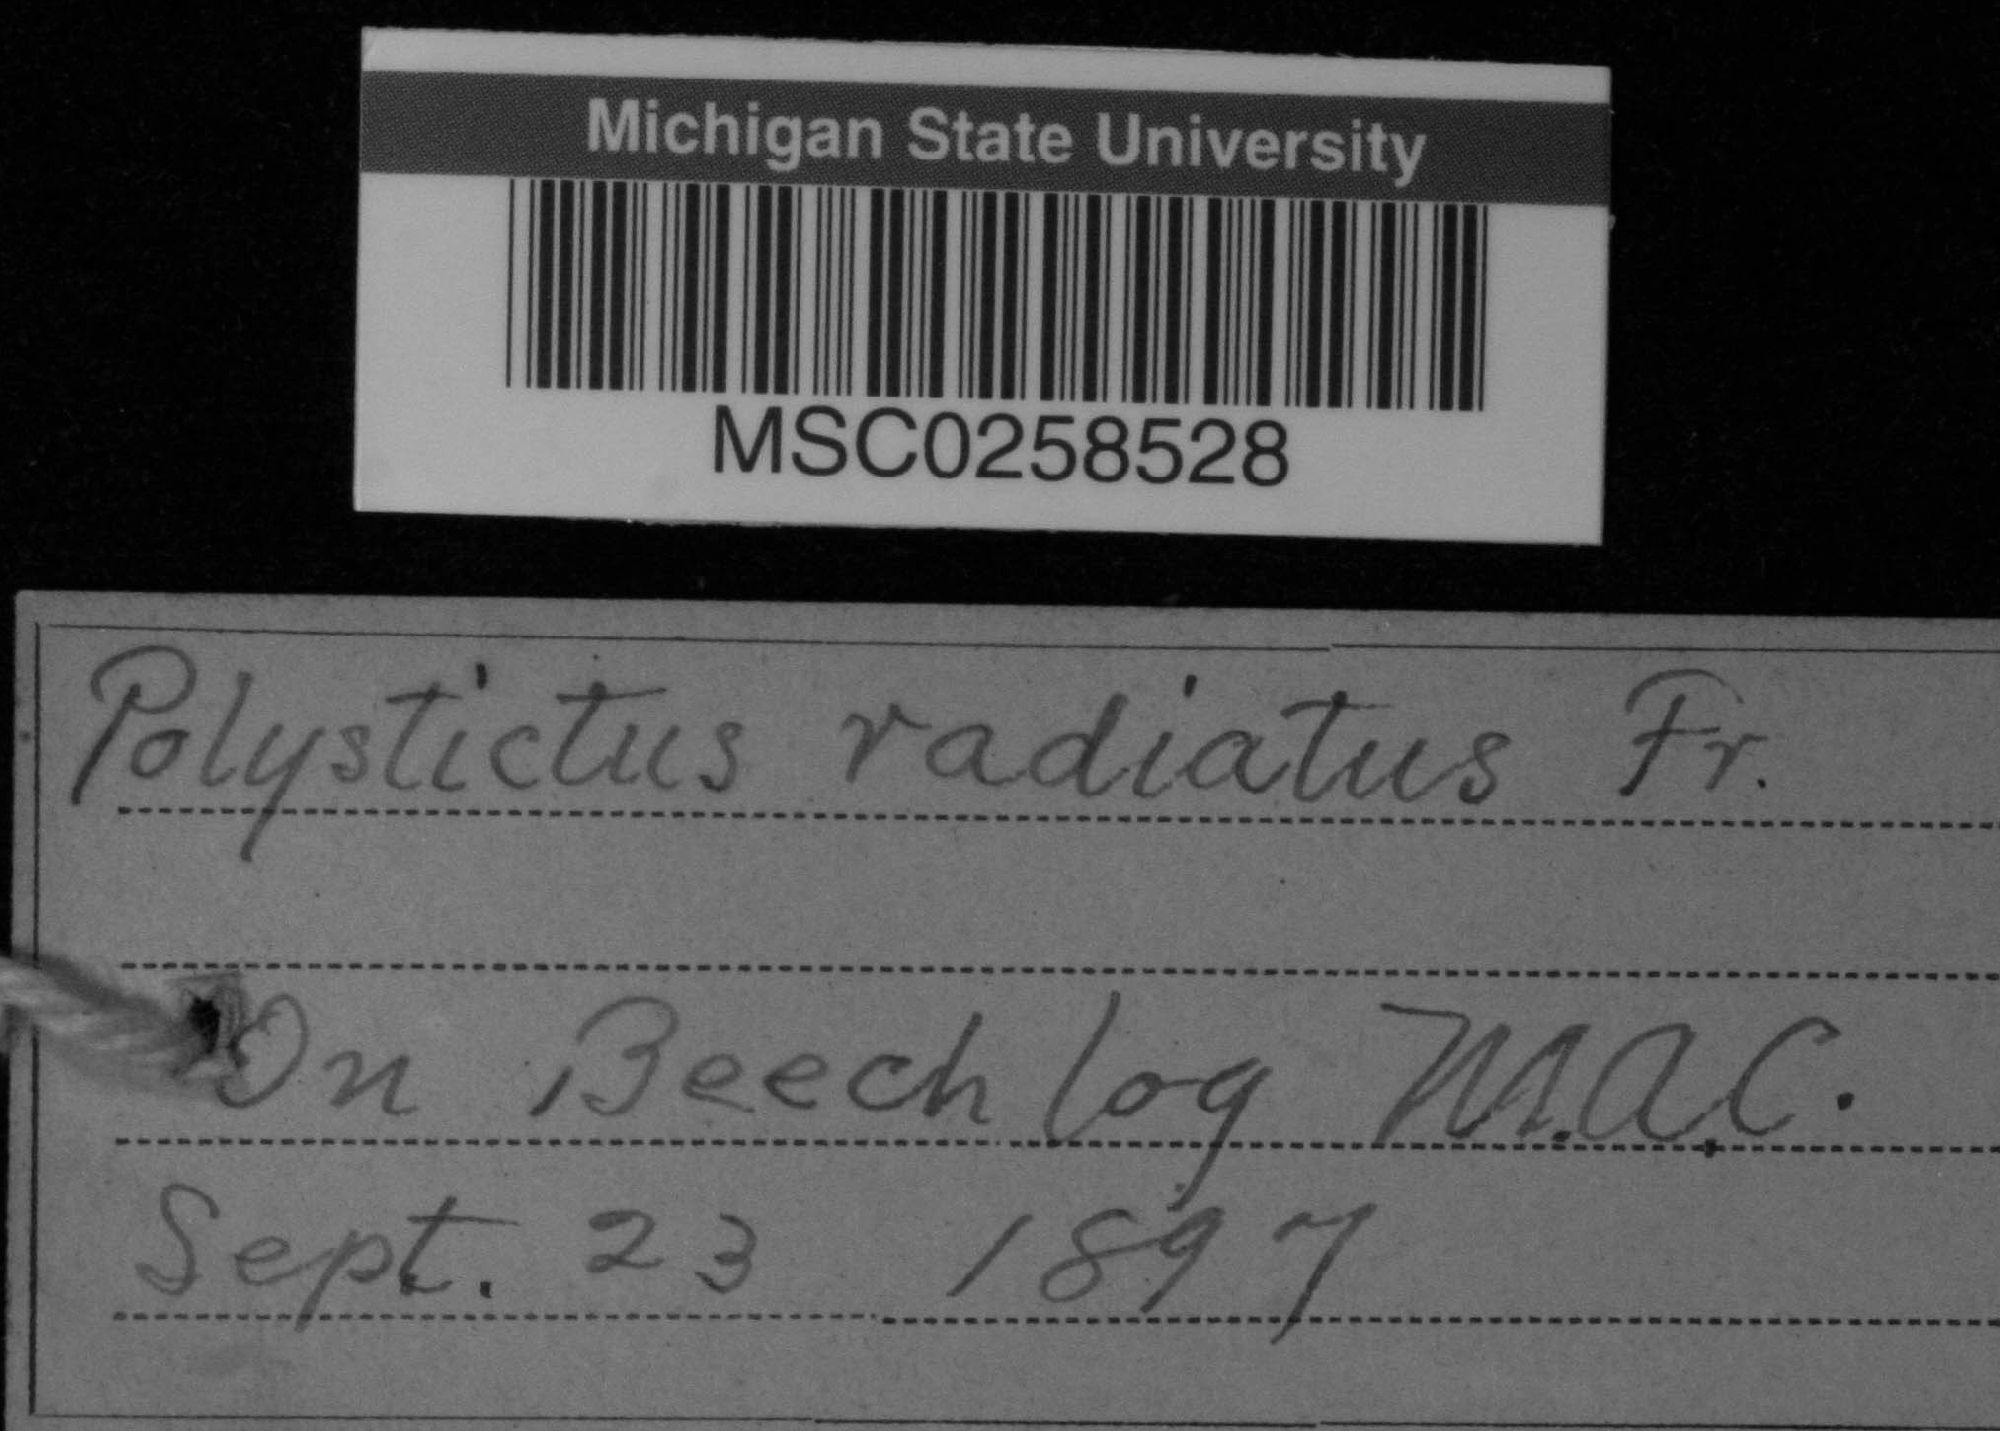 Michigan State University
MSC0258528
Polystictus radiatus Fr.
On Beech log M.A.C.
Sept. 23 1897